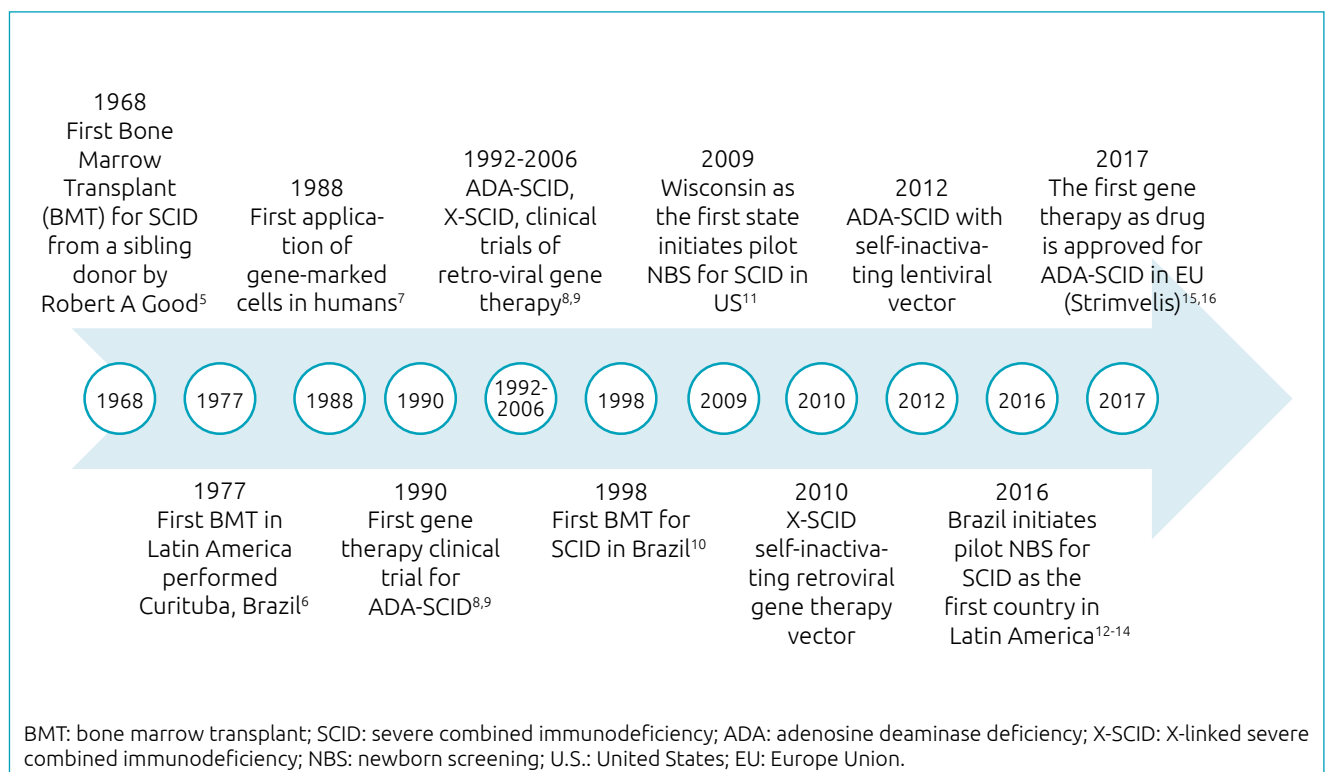 1968
First Bone
Marrow
Transplant
(BMT) for SCID
from a sibling
donor by
Robert A Good⁵
1988
First applica-
tion of
gene-marked
cells in humans⁷
1992-2006
ADA-SCID,
X-SCID, clinical
trials of
retro-viral gene
therapy⁸,⁹
2009
Wisconsin as
the first state
initiates pilot
NBS for SCID in
US¹¹
2012
ADA-SCID with
self-inactiva-
ting lentiviral
vector
2017
The first gene
therapy as drug
is approved for
ADA-SCID in EU
(Strimvelis)¹⁵,¹⁶
1968
1977
1988
1990
1992-
2006
1998
2009
2010
2012
2016
2017
1977
First BMT in
Latin America
performed
Curituba, Brazil⁶
1990
First gene
therapy clinical
trial for
ADA-SCID⁸,⁹
1998
First BMT for
SCID in Brazil¹⁰
2010
X-SCID
self-inactiva-
ting retroviral
gene therapy
vector
2016
Brazil initiates
pilot NBS for
SCID as the
first country in
Latin America¹²⁻¹⁴
BMT: bone marrow transplant; SCID: severe combined immunodeficiency; ADA: adenosine deaminase deficiency; X-SCID: X-linked severe
combined immunodeficiency; NBS: newborn screening; U.S.: United States; EU: Europe Union.